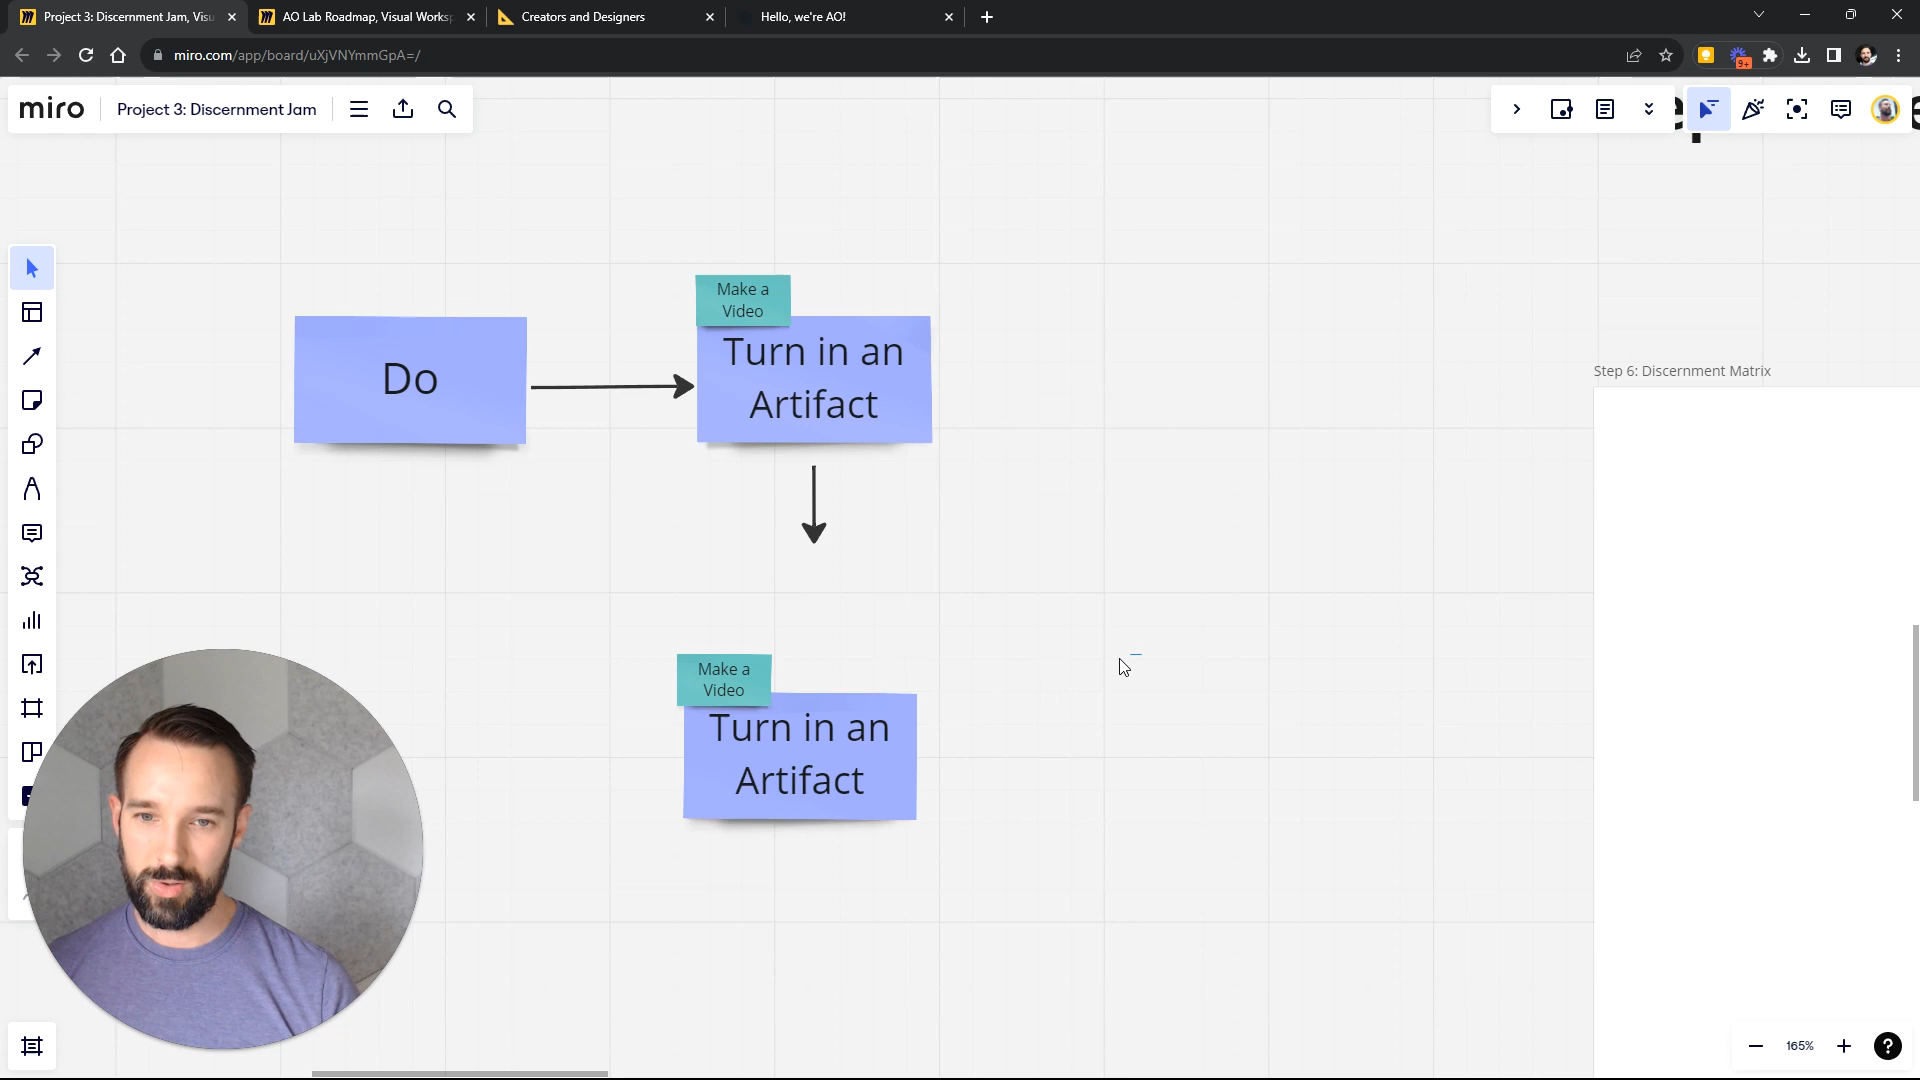 Project 3: Discernment Jam, Visu
AO Lab Roadmap, Visual Worksp
Creators and Designers
Hello, we're AO!
miro.com/app/board/uXjVNYmmGpA=/
9+
miro
Project 3: Discernment Jam
Make a
Video
Do
Turn in an
Artifact
Step 6: Discernment Matrix
Make a
Video
Turn in an
Artifact
165%
?